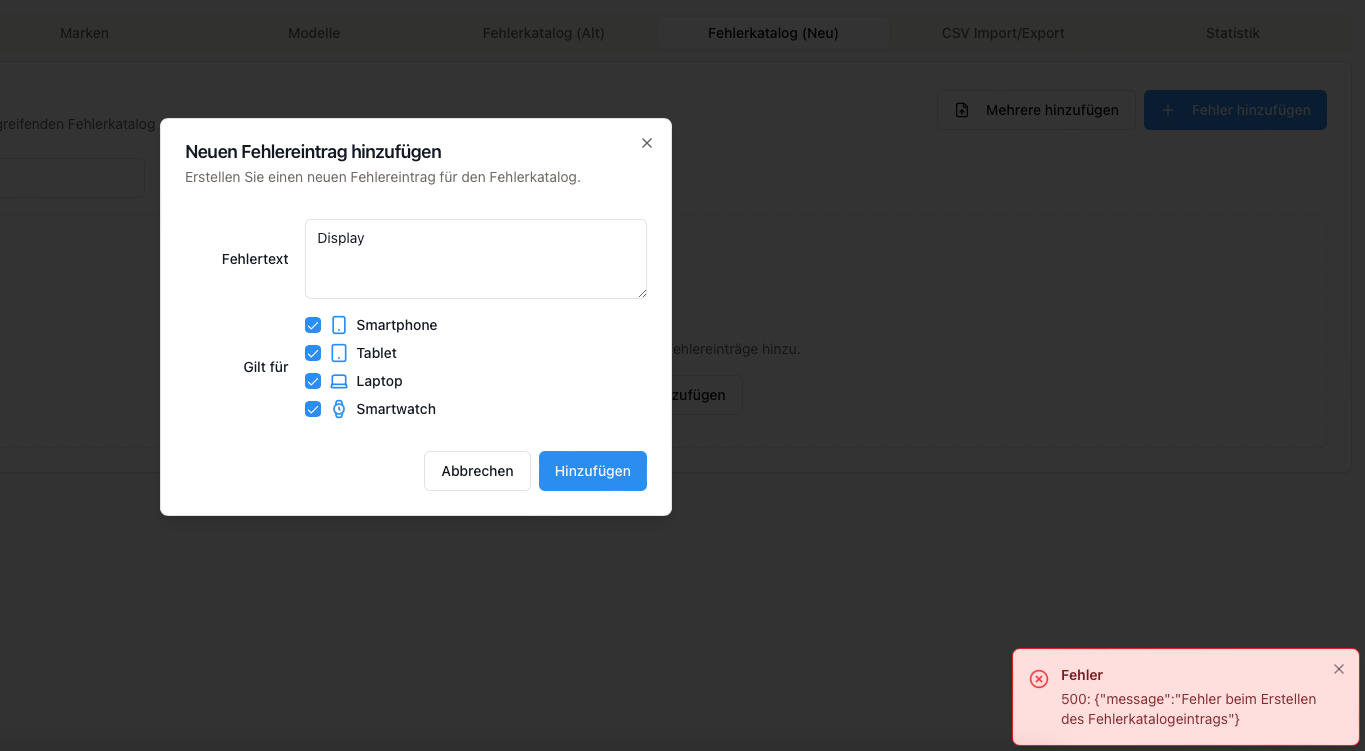 Marken Modelle Fehlerkatalog (Alt) Fehlerkatalog (Neu) CSV Import/Export Statistik
Mehrere hinzufügen Fehler hinzufügen
greifenden Fehlerkatalog
Neuen Fehlereintrag hinzufügen
Erstellen Sie einen neuen Fehlereintrag für den Fehlerkatalog.
Fehlertext
Display
Gilt für
Smartphone
Tablet
Laptop
Smartwatch
ehlereinträge hinzu.
zufügen
Abbrechen Hinzufügen
Fehler
500: {"message":"Fehler beim Erstellen
des Fehlerkatalogeintrags"}